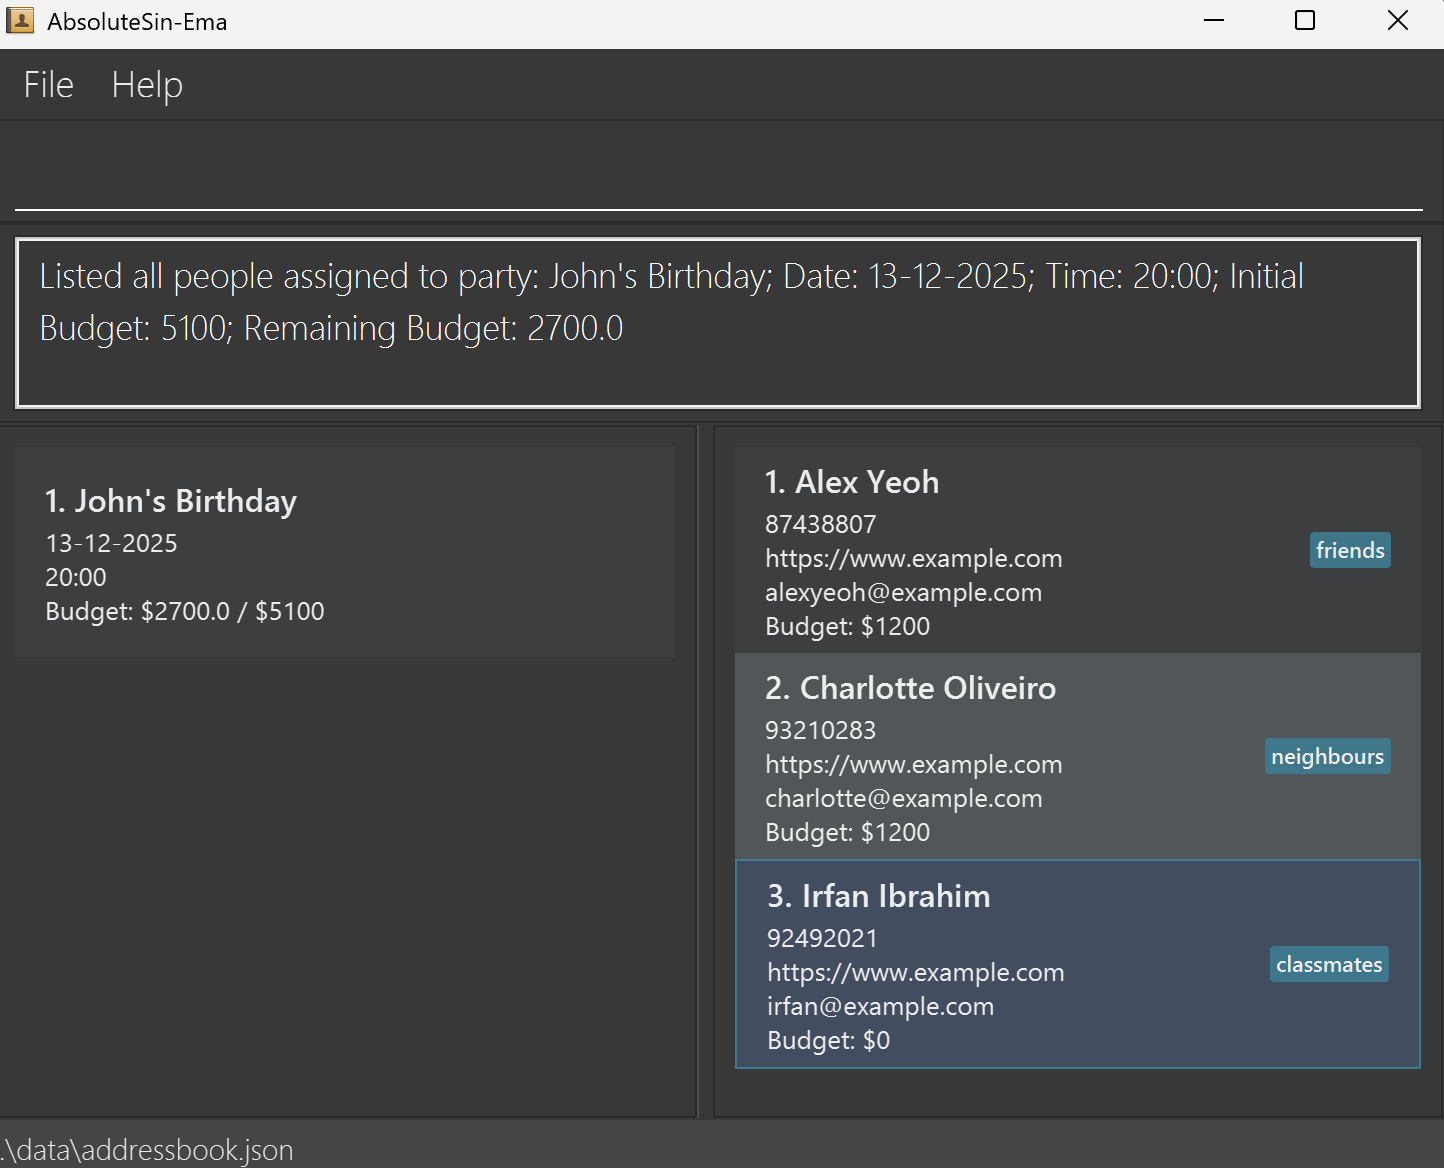 AbsoluteSin-Ema
File Help
Listed all people assigned to party: John's Birthday; Date: 13-12-2025; Time: 20:00; Initial
Budget: 5100; Remaining Budget: 2700.0
1. John's Birthday
13-12-2025
20:00
Budget: $2700.0 / $5100
1. Alex Yeoh
87438807
https://www.example.com
alexyeoh@example.com
Budget: $1200
friends
2. Charlotte Oliveiro
93210283
https://www.example.com
charlotte@example.com
Budget: $1200
neighbours
3. Irfan Ibrahim
92492021
https://www.example.com
irfan@example.com
Budget: $0
classmates
.\data\addressbook.json